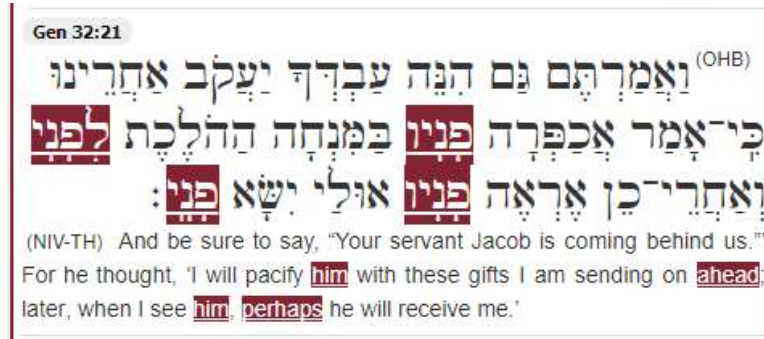 Gen 32:21
(OHB) וַאֲמַרְתֶּם גַּם הִנֵּה עַבְדְּךָ יַעֲקֹב אַחֲרֵינוּ
כִּי־אָמַר אֲכַפְּרָה פָנָיו בַּמִּנְחָה הַהֹלֶכֶת לְפָנָי
וְאַחֲרֵי־כֵן אֶרְאֶה פָנָיו אוּלַי יִשָּׂא פָנָי׃
(NIV-TH) And be sure to say, “Your servant Jacob is coming behind us.”’
For he thought, ‘I will pacify him with these gifts I am sending on ahead;
later, when I see him, perhaps he will receive me.’